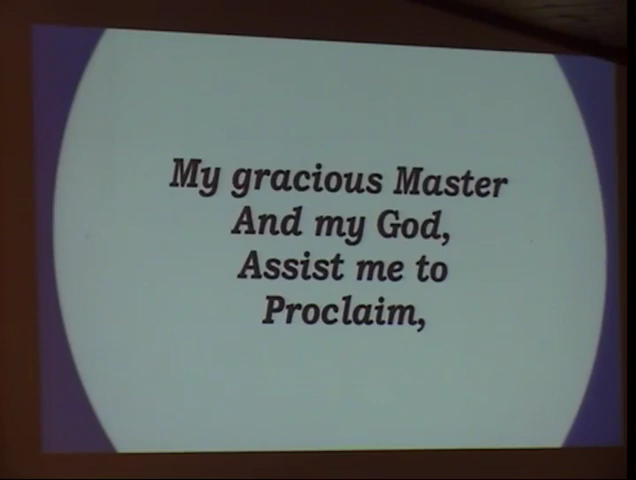 My gracious Master
And my God,
Assist me to
Proclaim,